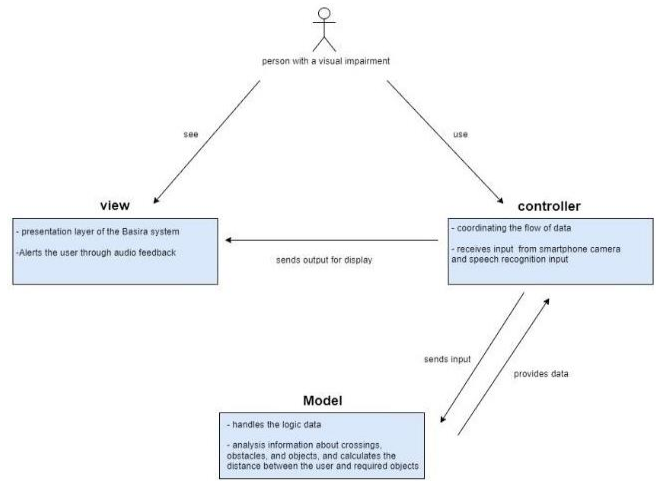 person with a visual impairment
see
use
view
controller
- presentation layer of the Basira system
-Alerts the user through audio feedback
- coordinating the flow of data
- receives input from smartphone camera
and speech recognition input
sends output for display
sends input
provides data
Model
- handles the logic data
- analysis information about crossings,
obstacles, and objects, and calculates the
distance between the user and required objects